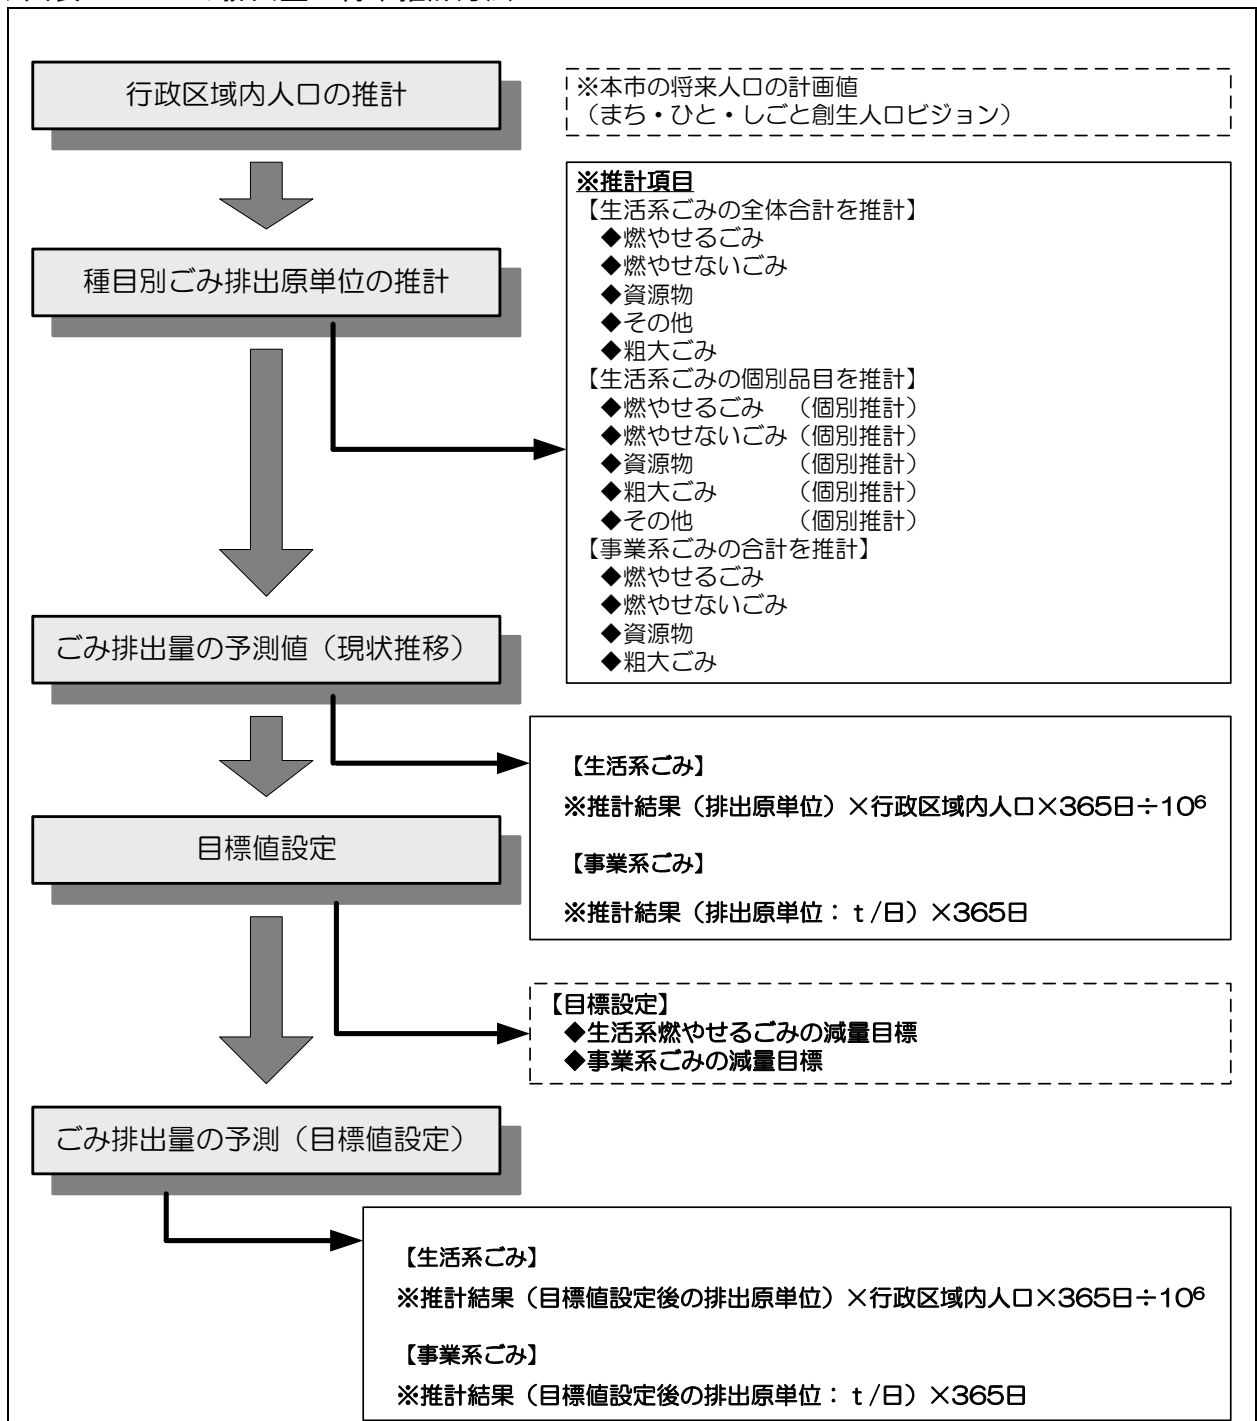 行政区域内人口の推計
※本市の将来人口の計画値
（まち・ひと・しごと創生人口ビジョン）
種目別ごみ排出原単位の推計
※推計項目
【生活系ごみの全体合計を推計】
◆燃やせるごみ
◆燃やせないごみ
◆資源物
◆その他
◆粗大ごみ
【生活系ごみの個別品目を推計】
◆燃やせるごみ （個別推計）
◆燃やせないごみ（個別推計）
◆資源物 （個別推計）
◆粗大ごみ （個別推計）
◆その他 （個別推計）
【事業系ごみの合計を推計】
◆燃やせるごみ
◆燃やせないごみ
◆資源物
◆粗大ごみ
ごみ排出量の予測値（現状推移）
【生活系ごみ】
※推計結果（排出原単位）×行政区域内人口×365日÷10⁶
【事業系ごみ】
※推計結果（排出原単位：ｔ/日）×365日
目標値設定
【目標設定】
◆生活系燃やせるごみの減量目標
◆事業系ごみの減量目標
ごみ排出量の予測（目標値設定）
【生活系ごみ】
※推計結果（目標値設定後の排出原単位）×行政区域内人口×365日÷10⁶
【事業系ごみ】
※推計結果（目標値設定後の排出原単位：ｔ/日）×365日